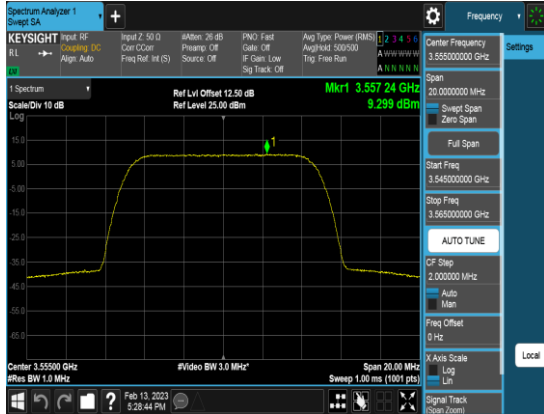 Spectrum Analyzer 1
Swept SA
+
Frequency
KEYSIGHT
RL
Input: RF
Coupling: DC
Align: Auto
Input Z: 50 Ω
Corr CCorr
Freq Ref: Int (S)
#Atten: 26 dB
Preamp: Off
Source: Off
PNO: Fast
Gate: Off
IF Gain: Low
Sig Track: Off
Avg Type: Power (RMS)
Avg|Hold: 500/500
Trig: Free Run
1 2 3 4 5 6
A W W W W W
A N N N N N
1 Spectrum
Scale/Div 10 dB
Log
Ref Lvl Offset 12.50 dB
Ref Level 25.00 dBm
Mkr1 3.557 24 GHz
9.299 dBm
1
15.0
5.00
-5.00
-15.0
-25.0
-35.0
-45.0
-55.0
-65.0
Center 3.55500 GHz
#Res BW 1.0 MHz
#Video BW 3.0 MHz*
Span 20.00 MHz
Sweep 1.00 ms (1001 pts)
Center Frequency
3.555000000 GHz
Span
20.0000000 MHz
Swept Span
Zero Span
Full Span
Start Freq
3.545000000 GHz
Stop Freq
3.565000000 GHz
AUTO TUNE
CF Step
2.000000 MHz
Auto
Man
Freq Offset
0 Hz
X Axis Scale
Log
Lin
Signal Track
(Span Zoom)
Settings
Local
?
Feb 13, 2023
5:28:44 PM